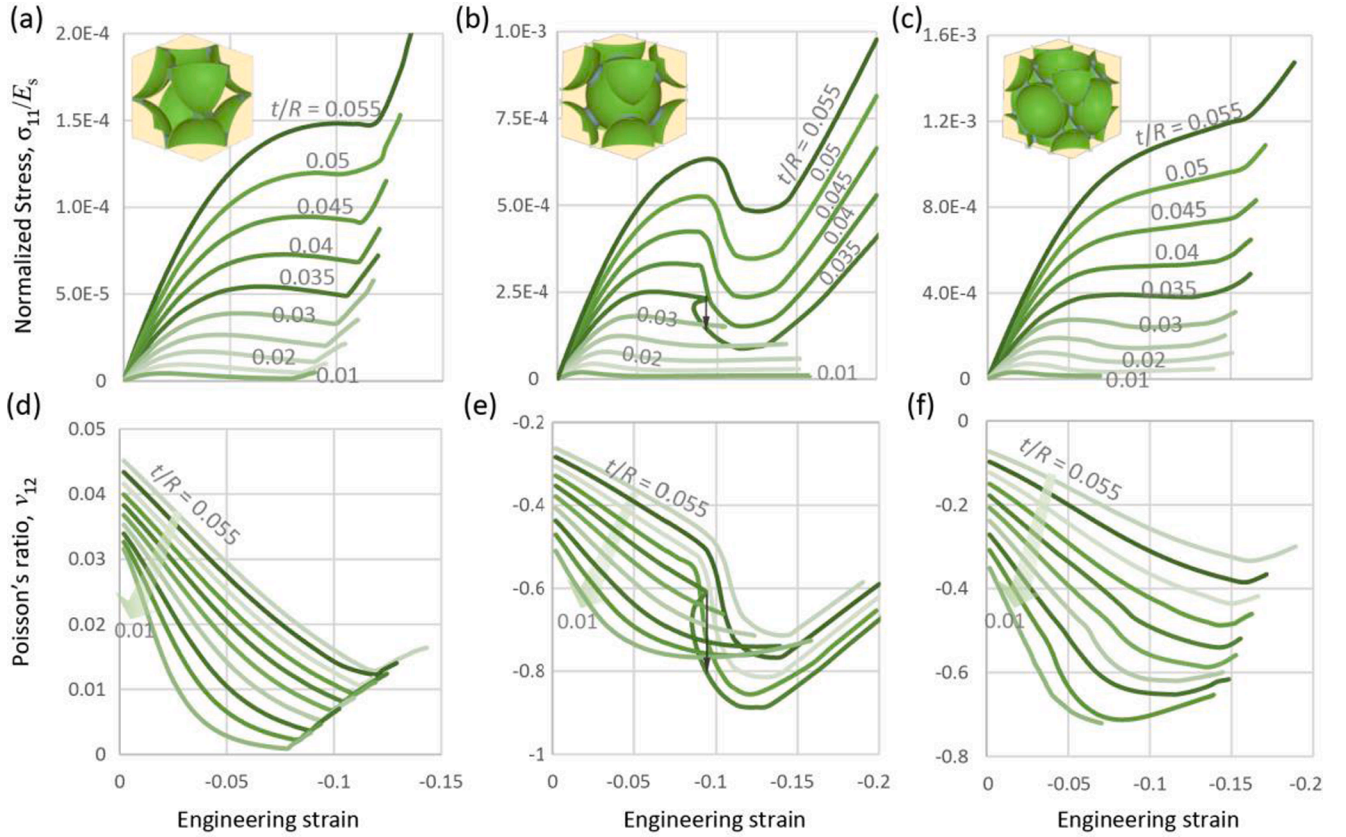 (a)
(b)
(c)
Normalized Stress, σ11/Es
2.0E-4
1.5E-4
1.0E-4
5.0E-5
0
t/R = 0.055
0.05
0.045
0.04
0.035
0.03
0.02
0.01
1.0E-3
7.5E-4
5.0E-4
2.5E-4
0
t/R = 0.055
0.05
0.045
0.04
0.035
0.03
0.02
0.01
1.6E-3
1.2E-3
8.0E-4
4.0E-4
0
t/R = 0.055
0.05
0.045
0.04
0.035
0.03
0.02
0.01
(d)
(e)
(f)
Poisson's ratio, ν12
0.05
0.04
0.03
0.02
0.01
0
t/R = 0.055
0.01
0 -0.05 -0.1 -0.15
Engineering strain
-0.2
-0.4
-0.6
-0.8
-1
t/R = 0.055
0.01
0 -0.05 -0.1 -0.15 -0.2
Engineering strain
0
-0.2
-0.4
-0.6
-0.8
t/R = 0.055
0.01
0 -0.05 -0.1 -0.15 -0.2
Engineering strain